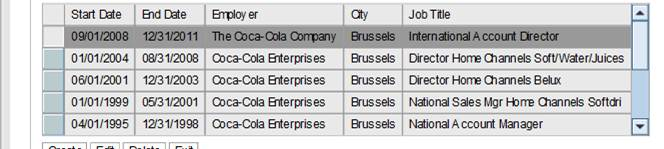 Start Date End Date Employer City Job Title
09/01/2008 12/31/2011 The Coca-Cola Company Brussels International Account Director
01/01/2004 08/31/2008 Coca-Cola Enterprises Brussels Director Home Channels Soft/Water/Juices
06/01/2001 12/31/2003 Coca-Cola Enterprises Brussels Director Home Channels Belux
01/01/1999 05/31/2001 Coca-Cola Enterprises Brussels National Sales Mgr Home Channels Softdri
04/01/1995 12/31/1998 Coca-Cola Enterprises Brussels National Account Manager
Create Edit Delete Exit